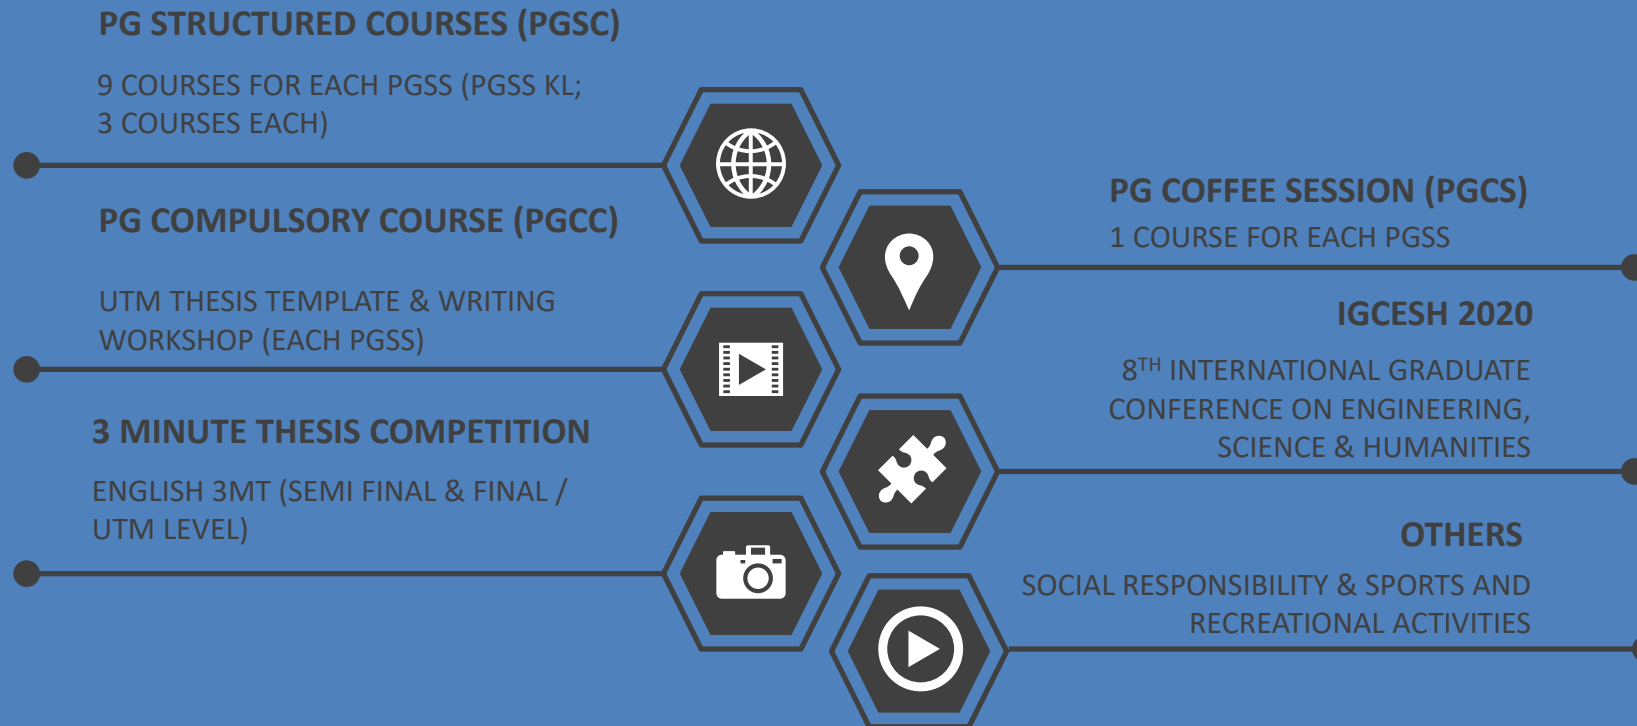 PG STRUCTURED COURSES (PGSC)
9 COURSES FOR EACH PGSS (PGSS KL;
3 COURSES EACH)
PG COMPULSORY COURSE (PGCC)
UTM THESIS TEMPLATE & WRITING
WORKSHOP (EACH PGSS)
3 MINUTE THESIS COMPETITION
ENGLISH 3MT (SEMI FINAL & FINAL /
UTM LEVEL)
PG COFFEE SESSION (PGCS)
1 COURSE FOR EACH PGSS
IGCESH 2020
8TH INTERNATIONAL GRADUATE
CONFERENCE ON ENGINEERING,
SCIENCE & HUMANITIES
OTHERS
SOCIAL RESPONSIBILITY & SPORTS AND
RECREATIONAL ACTIVITIES